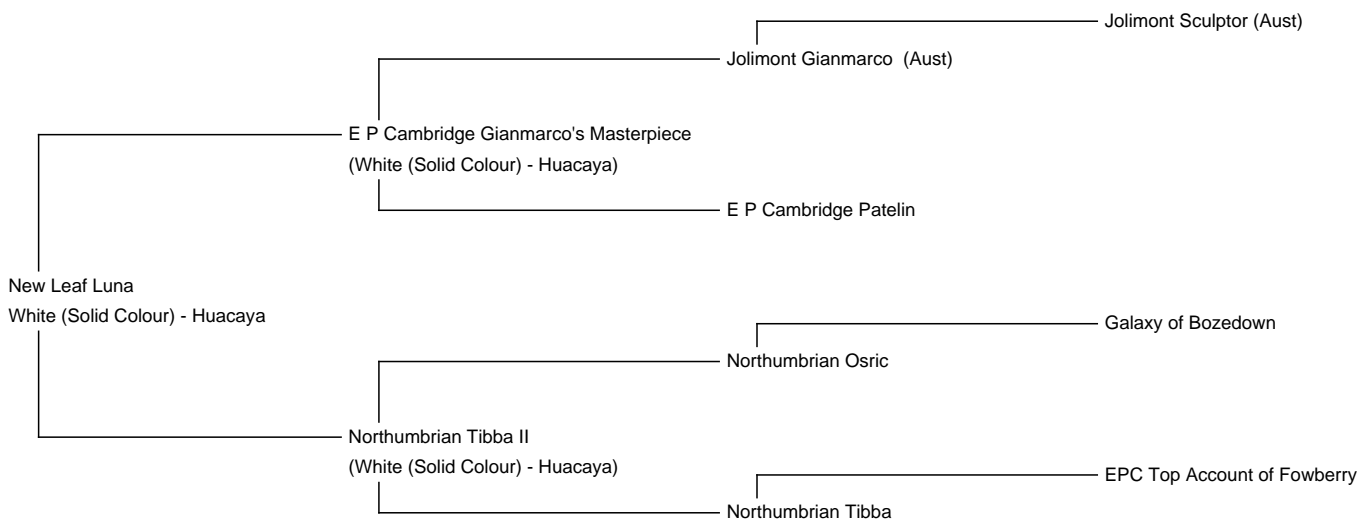 Jolimont Sculptor (Aust)
Jolimont Gianmarco  (Aust)
E P Cambridge Gianmarco's Masterpiece
(White (Solid Colour) - Huacaya)
E P Cambridge Patelin
New Leaf Luna
White (Solid Colour) - Huacaya
Galaxy of Bozedown
Northumbrian Osric
Northumbrian Tibba II
(White (Solid Colour) - Huacaya)
EPC Top Account of Fowberry
Northumbrian Tibba